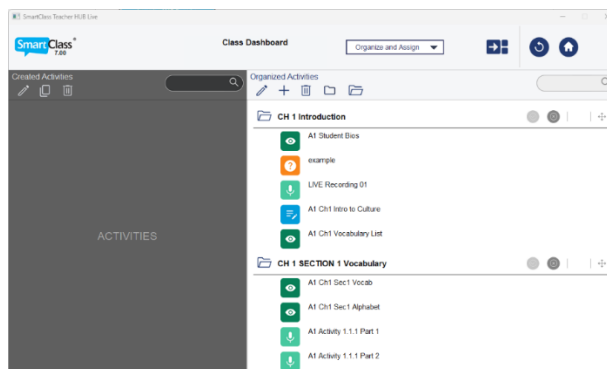 SmartClass Teacher HUB Live
SmartClass+
7.00
Class Dashboard
Organize and Assign
Created Activities
Organized Activities
CH 1 Introduction
A1 Student Bios
example
LIVE Recording 01
A1 Ch1 Intro to Culture
A1 Ch1 Vocabulary List
ACTIVITIES
CH 1 SECTION 1 Vocabulary
A1 Ch1 Sec1 Vocab
A1 Ch1 Sec1 Alphabet
A1 Activity 1.1.1 Part 1
A1 Activity 1.1.1 Part 2